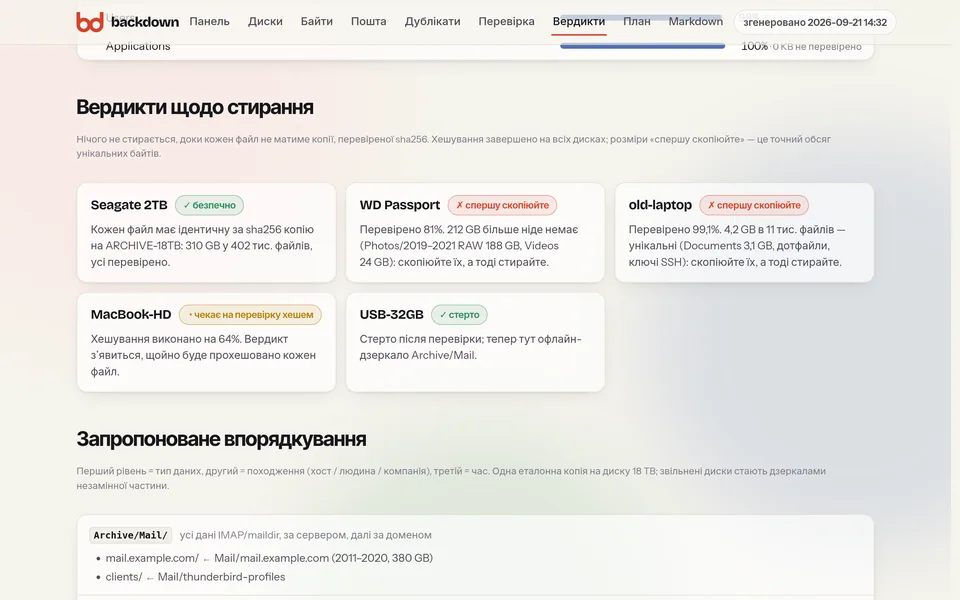 backdown Панель Диски Байти Пошта Дублікати Перевірка Вердикти План Markdown згенеровано 2026-09-21 14:32
Applications 100% · 0 KB не перевірено
Вердикти щодо стирання
Нічого не стирається, доки кожен файл не матиме копії, перевіреної sha256. Хешування завершено на всіх дисках; розміри «спершу скопіюйте» — це точний обсяг
унікальних байтів.
Seagate 2TB ✓ безпечно
Кожен файл має ідентичну за sha256 копію
на ARCHIVE-18TB: 310 GB у 402 тис. файлів,
усі перевірено.
WD Passport ✗ спершу скопіюйте
Перевірено 81%. 212 GB більше ніде немає
(Photos/2019–2021 RAW 188 GB, Videos
24 GB): скопіюйте їх, а тоді стирайте.
old-laptop ✗ спершу скопіюйте
Перевірено 99,1%. 4,2 GB в 11 тис. файлів —
унікальні (Documents 3,1 GB, дотфайли,
ключі SSH): скопіюйте їх, а тоді стирайте.
MacBook-HD · чекає на перевірку хешем
Хешування виконано на 64%. Вердикт
з’явиться, щойно буде прохешовано кожен
файл.
USB-32GB ✓ стерто
Стерто після перевірки; тепер тут офлайн-
дзеркало Archive/Mail.
Запропоноване впорядкування
Перший рівень = тип даних, другий = походження (хост / людина / компанія), третій = час. Одна еталонна копія на диску 18 TB; звільнені диски стають дзеркалами
незамінної частини.
Archive/Mail/ усі дані IMAP/maildir, за сервером, далі за доменом
• mail.example.com/ ← Mail/mail.example.com (2011–2020, 380 GB)
• clients/ ← Mail/thunderbird-profiles